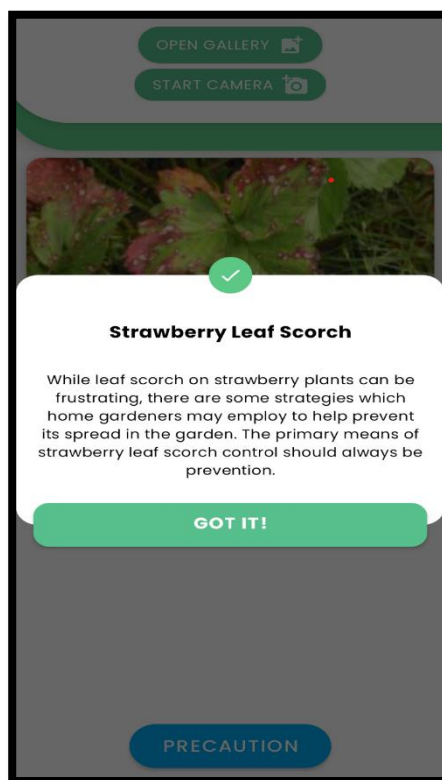 OPEN GALLERY
START CAMERA
Strawberry Leaf Scorch
While leaf scorch on strawberry plants can be
frustrating, there are some strategies which
home gardeners may employ to help prevent
its spread in the garden. The primary means of
strawberry leaf scorch control should always be
prevention.
GOT IT!
PRECAUTION